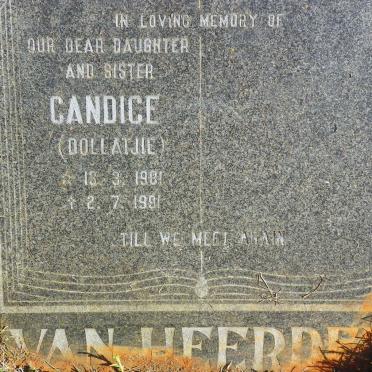 IN LOVING MEMORY OF
OUR DEAR DAUGHTER
AND SISTER
CANDICE
(DOLLATJIE)
☆ 13. 3. 1981
✝ 2. 7. 1981
TILL WE MEET AGAIN
VAN HEERDE